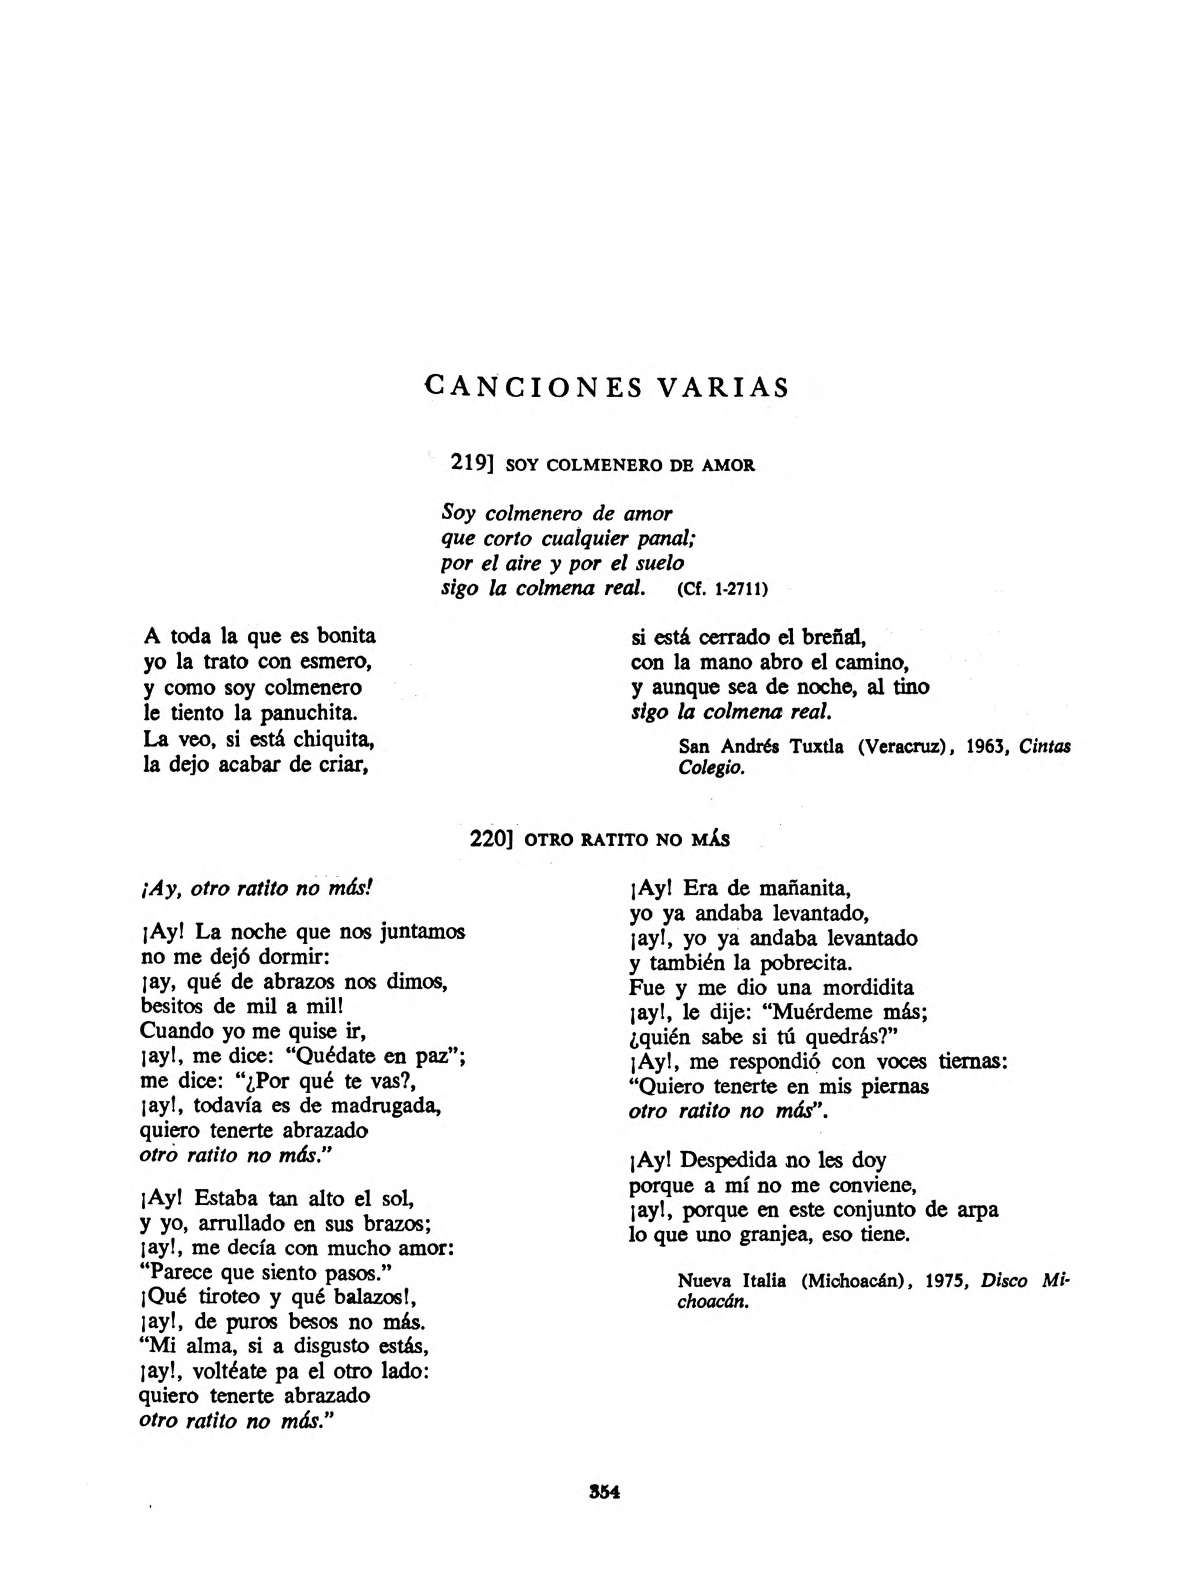 CANCIONES VARIAS
219] SOY COLMENERO DE AMOR
Soy colmenero de amor
que corto cualquier panal;
por el aire y por el suelo
sigo la colmena real. (Cf. 1-2711)
A toda la que es bonita
yo la trato con esmero,
y como soy colmenero
le tiento la panuchita.
La veo, si está chiquita,
la dejo acabar de criar,
si está cerrado el breñal,
con la mano abro el camino,
y aunque sea de noche, al tino
sigo la colmena real.
San Andrés Tuxtla (Veracruz), 1963, Cintas
Colegio.
220] OTRO RATITO NO MÁS
¡Ay, otro ratito no más!
¡Ay! La noche que nos juntamos
no me dejó dormir:
¡ay, qué de abrazos nos dimos,
besitos de mil a mil!
Cuando yo me quise ir,
¡ay!, me dice: “Quédate en paz”;
me dice: “¿Por qué te vas?,
¡ay!, todavía es de madrugada,
quiero tenerte abrazado
otro ratito no más.”
¡Ay! Estaba tan alto el sol,
y yo, arrullado en sus brazos;
¡ay!, me decía con mucho amor:
“Parece que siento pasos.”
¡Qué tiroteo y qué balazos!,
¡ay!, de puros besos no más.
“Mi alma, si a disgusto estás,
¡ay!, voltéate pa el otro lado:
quiero tenerte abrazado
otro ratito no más.”
¡Ay! Era de mañanita,
yo ya andaba levantado,
¡ay!, yo ya andaba levantado
y también la pobrecita.
Fue y me dio una mordidita
¡ay!, le dije: “Muérdeme más;
¿quién sabe si tú quedrás?”
¡Ay!, me respondió con voces tiernas:
“Quiero tenerte en mis piernas
otro ratito no más”.
¡Ay! Despedida no les doy
porque a mí no me conviene,
¡ay!, porque en este conjunto de arpa
lo que uno granjea, eso tiene.
Nueva Italia (Michoacán), 1975, Disco Mi-
choacán.
354